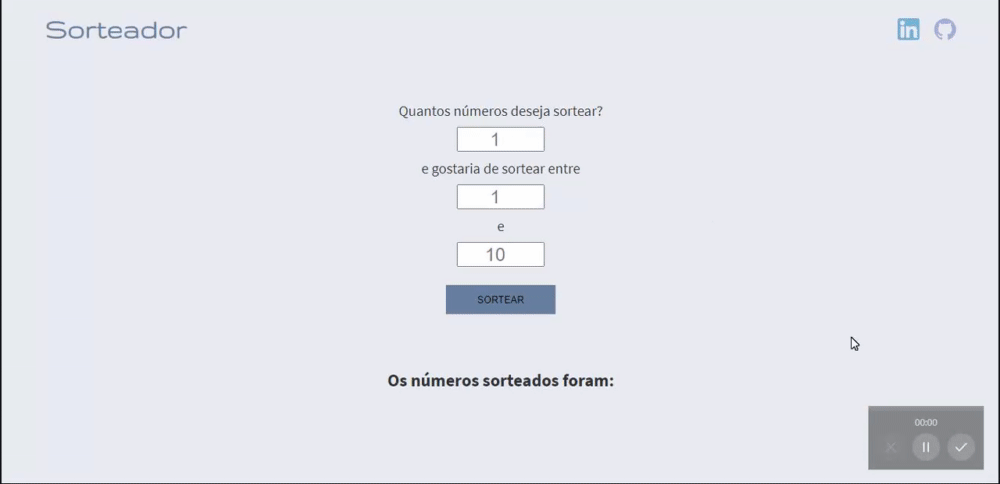 Sorteador
in
Quantos números deseja sortear?
1
e gostaria de sortear entre
1
e
10
SORTEAR
Os números sorteados foram:
00:00